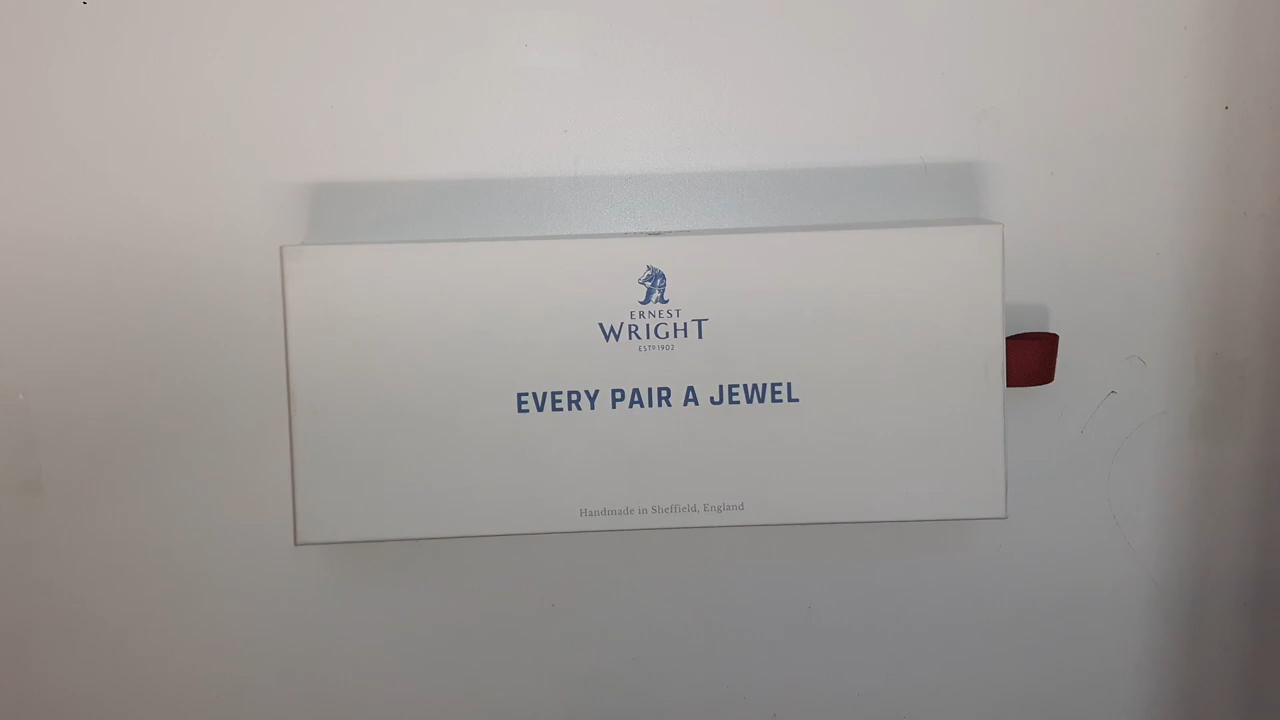 ERNEST
WRIGHT
ESTD 1902
EVERY PAIR A JEWEL
Handmade in Sheffield, England